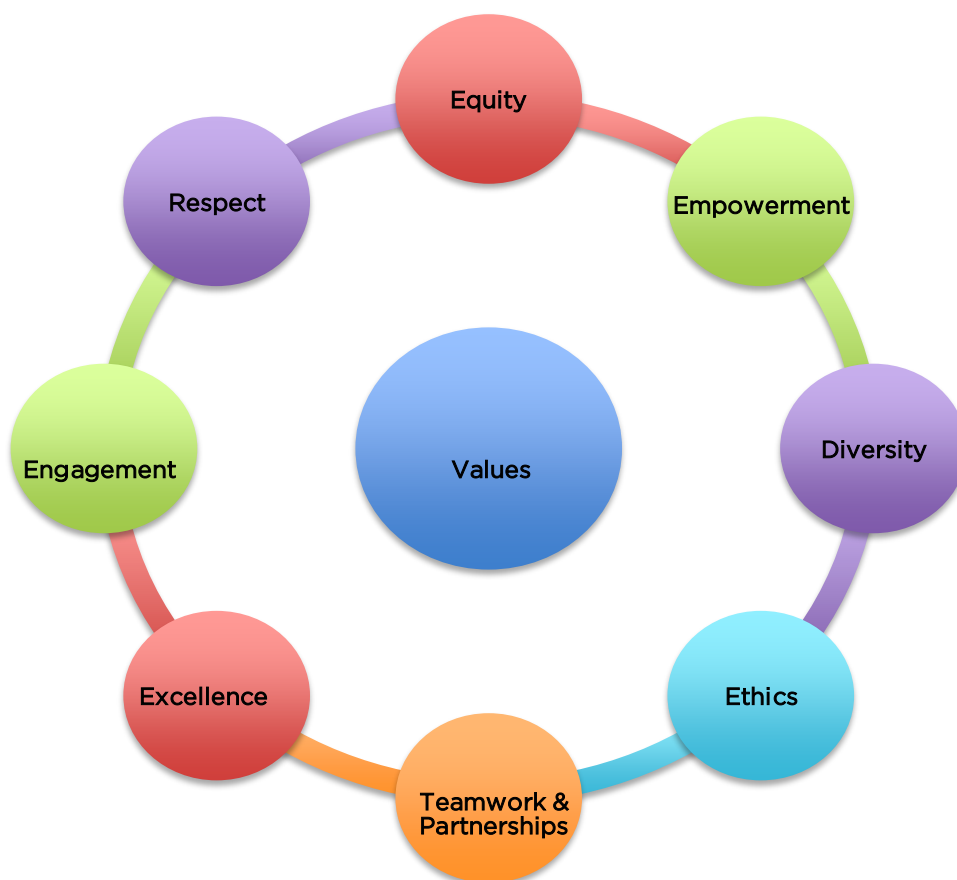 Equity
Empowerment
Diversity
Ethics
Teamwork &
Partnerships
Excellence
Engagement
Respect
Values